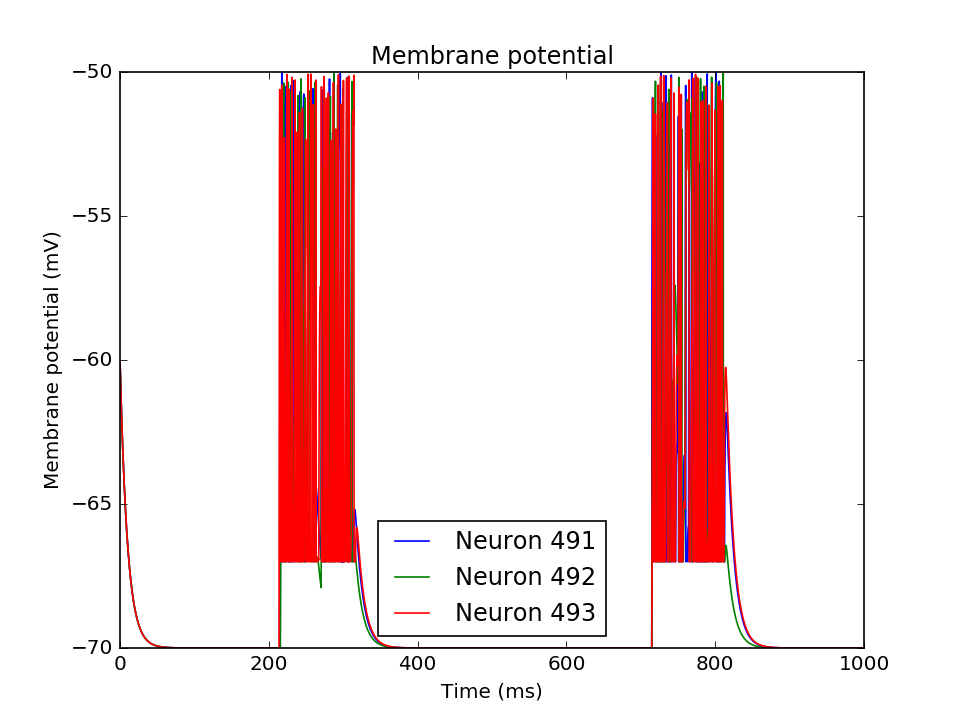 Membrane potential
−50
−55
−60
−65
−70
Membrane potential (mV)
Neuron 491
Neuron 492
Neuron 493
0 200 400 600 800 1000
Time (ms)